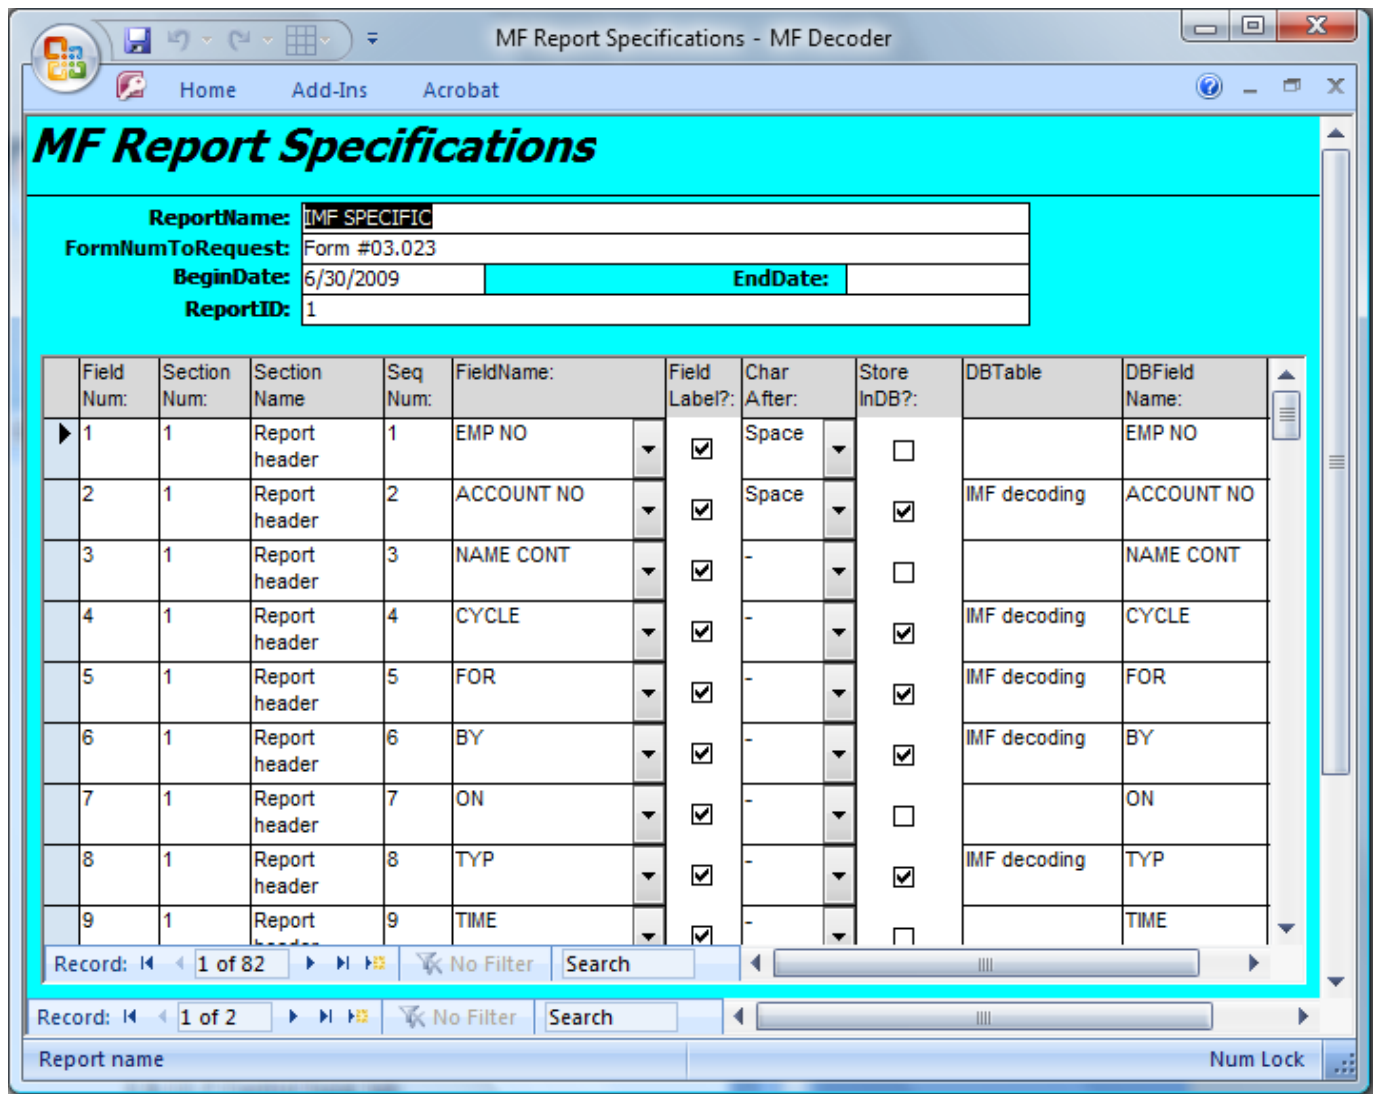 MF Report Specifications - MF Decoder
Home Add-Ins Acrobat
MF Report Specifications
ReportName: IMF SPECIFIC
FormNumToRequest: Form #03.023
BeginDate: 6/30/2009 EndDate:
ReportID: 1
Field Section Section Seq FieldName: Field Char Store DBTable DBField
Num: Num: Name Num: Label?: After: InDB?: Name:
1 1 Report 1 EMP NO Space EMP NO
header
2 1 Report 2 ACCOUNT NO Space IMF decoding ACCOUNT NO
header
3 1 Report 3 NAME CONT - NAME CONT
header
4 1 Report 4 CYCLE - IMF decoding CYCLE
header
5 1 Report 5 FOR - IMF decoding FOR
header
6 1 Report 6 BY - IMF decoding BY
header
7 1 Report 7 ON - ON
header
8 1 Report 8 TYP - IMF decoding TYP
header
9 1 Report 9 TIME - TIME
Record: 1 of 82 No Filter Search
Record: 1 of 2 No Filter Search
Report name Num Lock